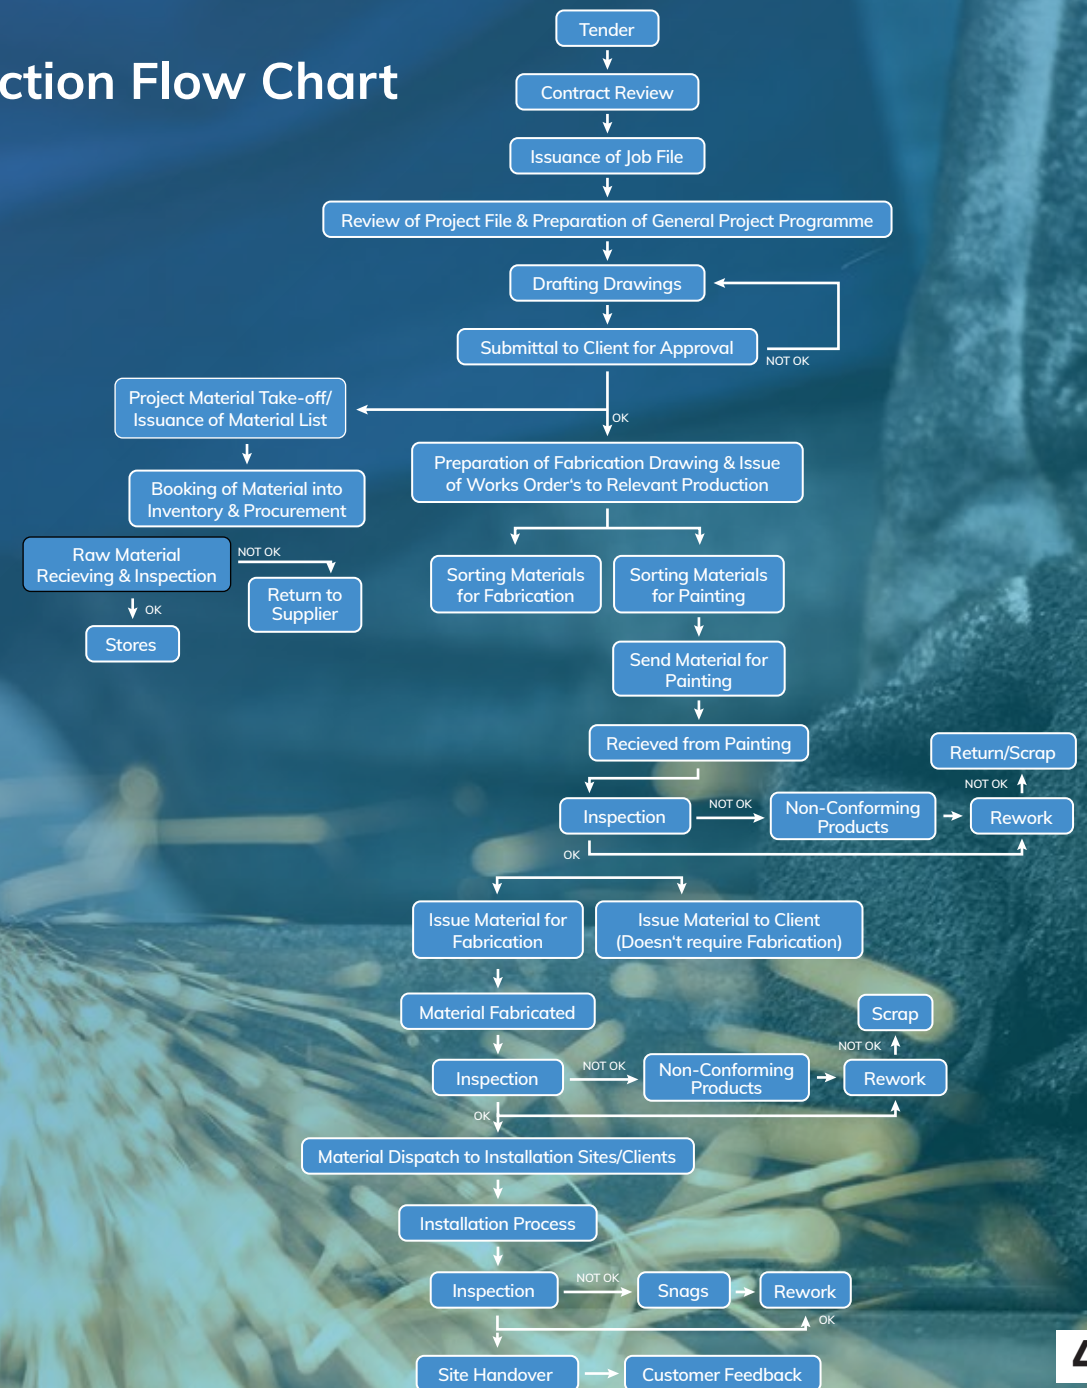 ction Flow Chart
Tender
Contract Review
Issuance of Job File
Review of Project File & Preparation of General Project Programme
Drafting Drawings
Submittal to Client for Approval
NOT OK
Project Material Take-off/
Issuance of Material List
OK
Booking of Material into
Inventory & Procurement
Preparation of Fabrication Drawing & Issue
of Works Order‘s to Relevant Production
Raw Material
Recieving & Inspection
NOT OK
Return to
Supplier
OK
Stores
Sorting Materials
for Fabrication
Sorting Materials
for Painting
Send Material for
Painting
Recieved from Painting
Inspection
NOT OK
Non-Conforming
Products
Rework
NOT OK
Return/Scrap
OK
Issue Material for
Fabrication
Issue Material to Client
(Doesn‘t require Fabrication)
Material Fabricated
Inspection
NOT OK
Non-Conforming
Products
Rework
NOT OK
Scrap
OK
Material Dispatch to Installation Sites/Clients
Installation Process
Inspection
NOT OK
Snags
Rework
OK
Site Handover
Customer Feedback